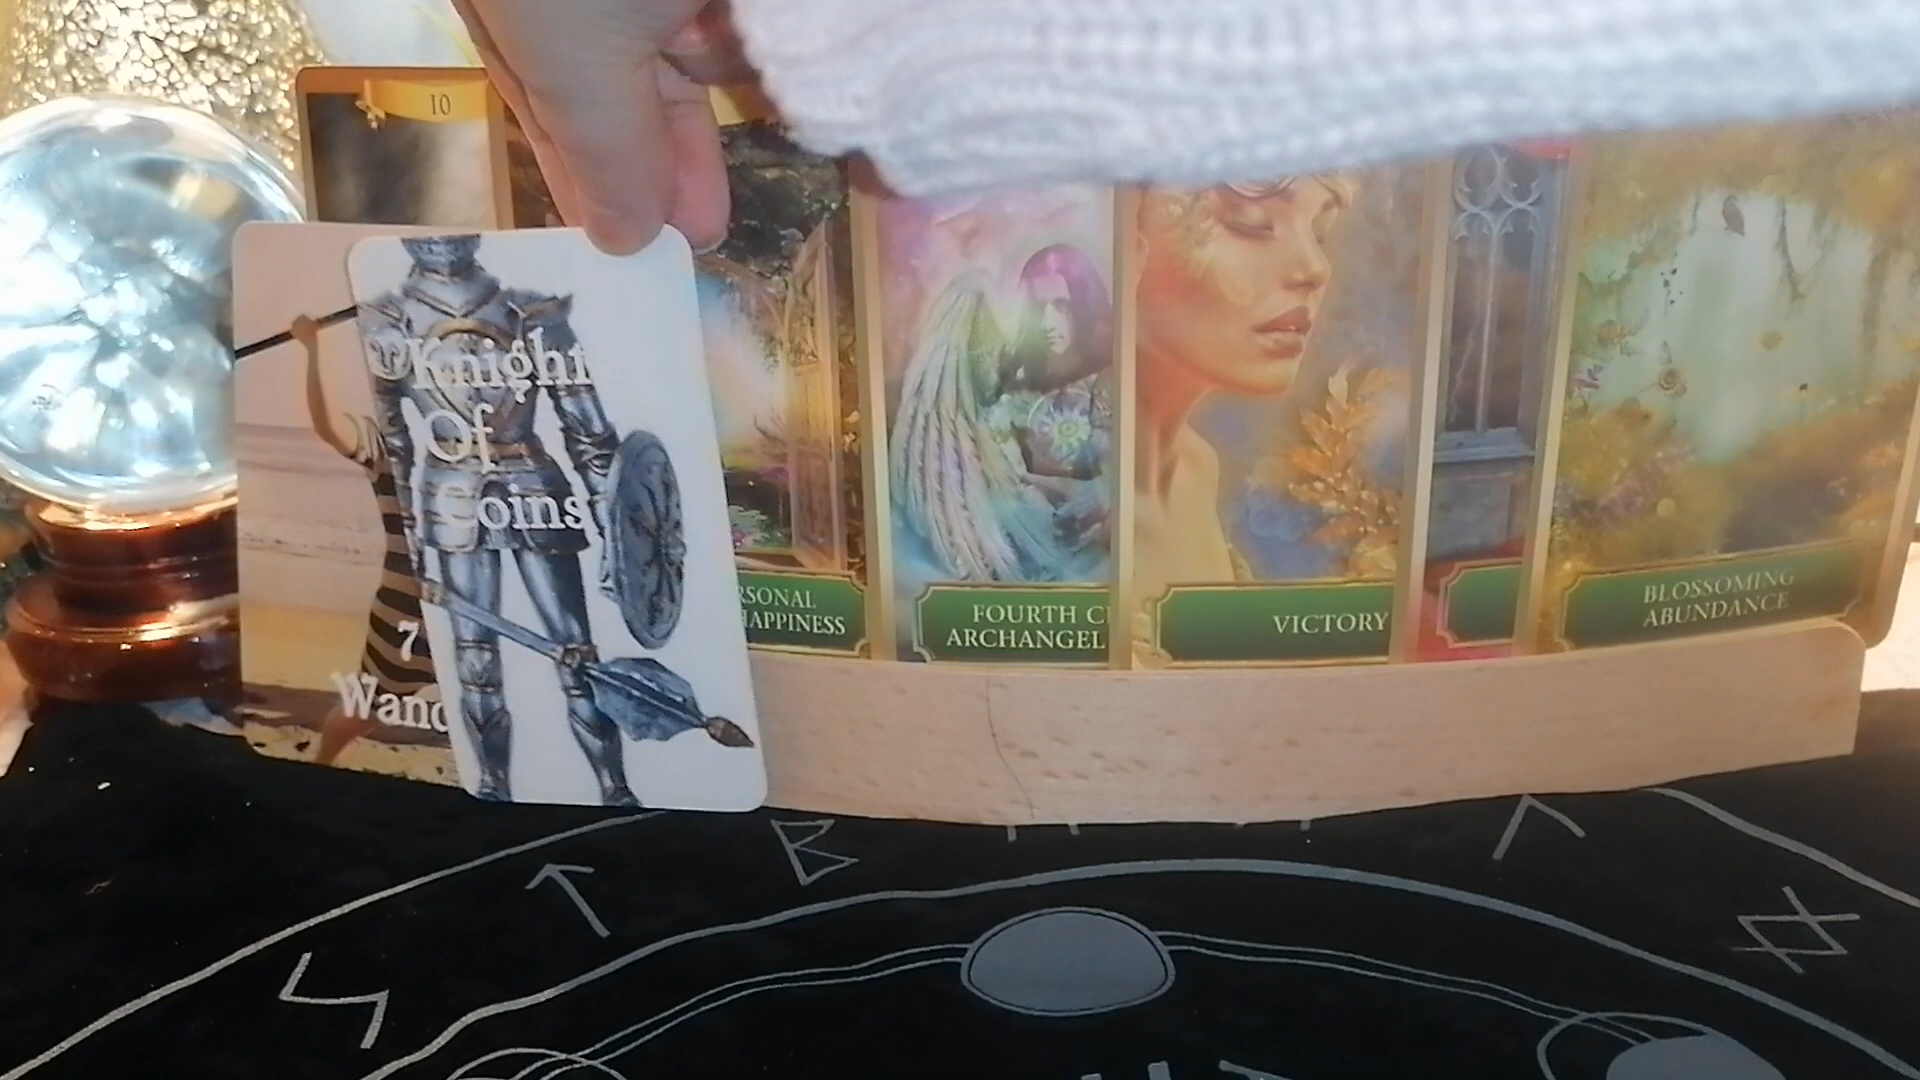 10
Knight
Of
Coins
7
Wand
RSONAL
HAPPINESS
FOURTH C
ARCHANGEL
VICTORY
BLOSSOMING
ABUNDANCE